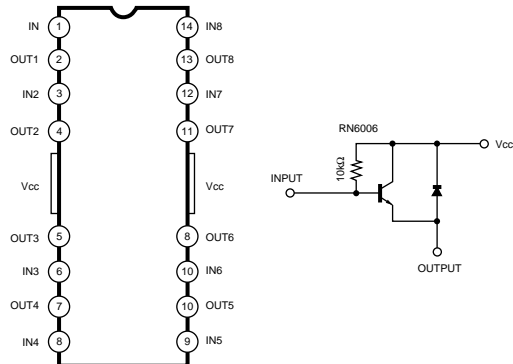 IN 1 14 IN8
OUT1 2 13 OUT8
IN2 3 12 IN7
OUT2 4 11 OUT7
Vcc Vcc
OUT3 5 8 OUT6
IN3 6 10 IN6
OUT4 7 10 OUT5
IN4 8 9 IN5
RN6006
Vcc
10kΩ
INPUT
OUTPUT